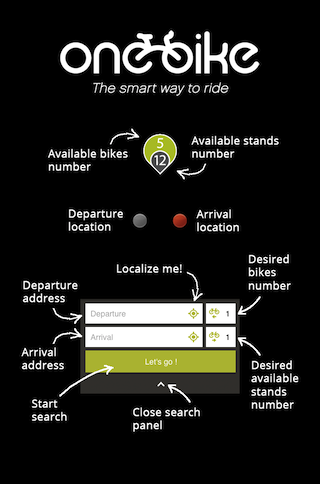 onebike
The smart way to ride
Available bikes
number
5
12
Available stands
number
Departure
location
Arrival
location
Localize me!
Desired
bikes
number
Departure
address
Departure
1
Arrival
address
Arrival
1
Let's go !
Desired
available
stands
number
Start
search
Close search
panel